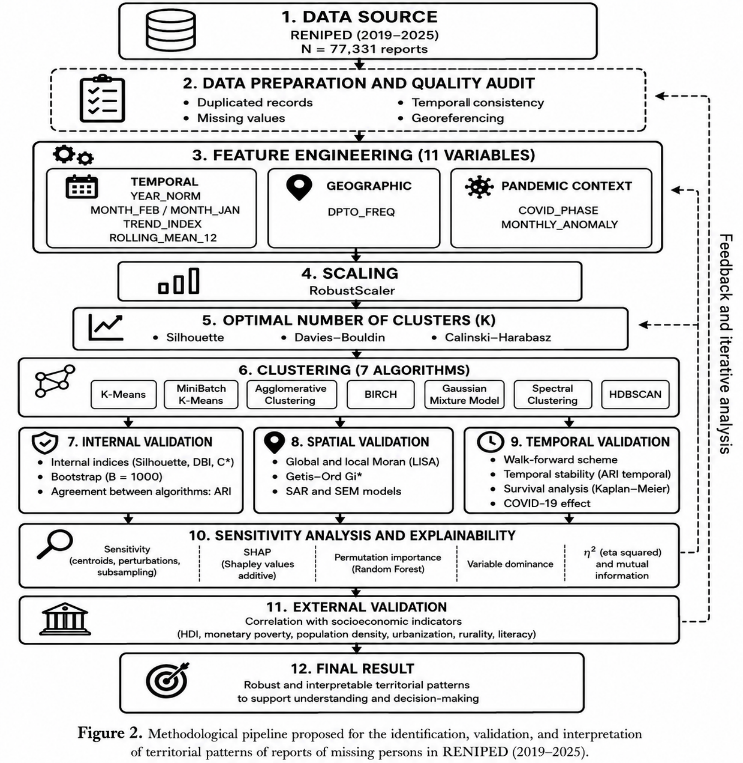 1. DATA SOURCE
RENIPED (2019–2025)
N = 77,331 reports
2. DATA PREPARATION AND QUALITY AUDIT
• Duplicated records
• Missing values
• Temporal consistency
• Georeferencing
3. FEATURE ENGINEERING (11 VARIABLES)
TEMPORAL
YEAR_NORM
MONTH_FEB / MONTH_JAN
TREND_INDEX
ROLLING_MEAN_12
GEOGRAPHIC
DPTO_FREQ
PANDEMIC CONTEXT
COVID_PHASE
MONTHLY_ANOMALY
4. SCALING
RobustScaler
5. OPTIMAL NUMBER OF CLUSTERS (K)
• Silhouette • Davies–Bouldin • Calinski–Harabasz
6. CLUSTERING (7 ALGORITHMS)
K-Means
MiniBatch
K-Means
Agglomerative
Clustering
BIRCH
Gaussian
Mixture Model
Spectral
Clustering
HDBSCAN
7. INTERNAL VALIDATION
• Internal indices (Silhouette, DBI, C*)
• Bootstrap (B = 1000)
• Agreement between algorithms: ARI
8. SPATIAL VALIDATION
• Global and local Moran (LISA)
• Getis–Ord Gi*
• SAR and SEM models
9. TEMPORAL VALIDATION
• Walk-forward scheme
• Temporal stability (ARI temporal)
• Survival analysis (Kaplan–Meier)
• COVID–19 effect
10. SENSITIVITY ANALYSIS AND EXPLAINABILITY
Sensitivity
(centroids, perturbations,
subsampling)
SHAP
(Shapley values
additive)
Permutation importance
(Random Forest)
Variable dominance
η² (eta squared)
and mutual
information
11. EXTERNAL VALIDATION
Correlation with socioeconomic indicators
(HDI, monetary poverty, population density, urbanization, rurality, literacy)
12. FINAL RESULT
Robust and interpretable territorial patterns
to support understanding and decision-making
Feedback and iterative analysis
Figure 2. Methodological pipeline proposed for the identification, validation, and interpretation
of territorial patterns of reports of missing persons in RENIPED (2019–2025).